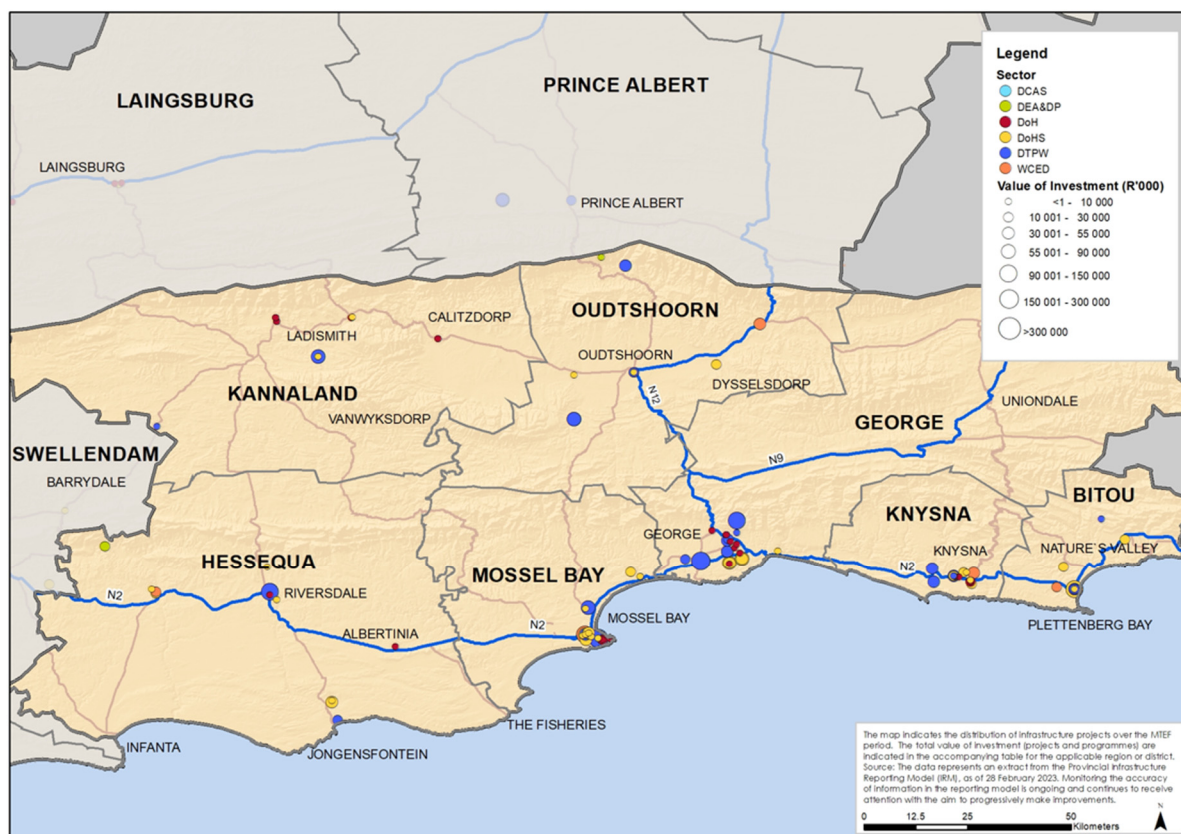 LAINGSBURG
PRINCE ALBERT
LAINGSBURG
PRINCE ALBERT
OUDTSHOORN
CALITZDORP
LADISMITH
OUDTSHOORN
DYSSELSDORP
KANNALAND
N12
VANWYKSDORP
UNIONDALE
GEORGE
SWELLENDAM
BARRYDALE
N9
BITOU
KNYSNA
GEORGE
HESSEQUA
MOSSEL BAY
KNYSNA
NATURE'S VALLEY
N2
N2
RIVERSDALE
MOSSEL BAY
PLETTENBERG BAY
ALBERTINIA
N2
THE FISHERIES
INFANTA
JONGENSFONTEIN
Legend
Sector
DCAS
DEA&DP
DoH
DoHS
DTPW
WCED
Value of Investment (R'000)
<1 - 10 000
10 001 - 30 000
30 001 - 55 000
55 001 - 90 000
90 001 - 150 000
150 001 - 300 000
>300 000
The map indicates the distribution of infrastructure projects over the MTEF
period. The total value of investment (projects and programmes) are
indicated in the accompanying table for the applicable region or district.
Source: The data represents an extract from the Provincial Infrastructure
Reporting Model (IRM), as of 28 February 2023. Monitoring the accuracy
of information in the reporting model is ongoing and continues to receive
attention with the aim to progressively make improvements.
N
0 12.5 25 50
Kilometers